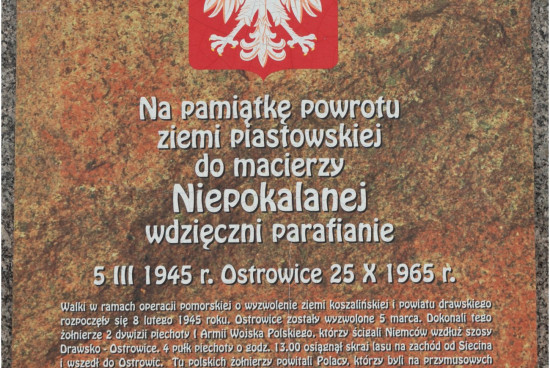 Na pamiątkę powrotu
ziemi piastowskiej
do macierzy
Niepokalanej
wdzięczni parafianie
5 III 1945 r. Ostrowice 25 X 1965 r.
Walki w ramach operacji pomorskiej o wyzwolenie ziemi koszalińskiej i powiatu drawskiego
rozpoczęły się 8 lutego 1945 roku. Ostrowice zostały wyzwolone 5 marca. Dokonali tego
żołnierze 2 dywizji piechoty I Armii Wojska Polskiego, którzy ścigali Niemców wzdłuż szosy
Drawsko - Ostrowice. 4 pułk piechoty o godz. 13.00 osiągnął skraj lasu na zachód od Siecina
i wszedł do Ostrowic. Tu polskich żołnierzy powitali Polacy, którzy byli na przymusowych